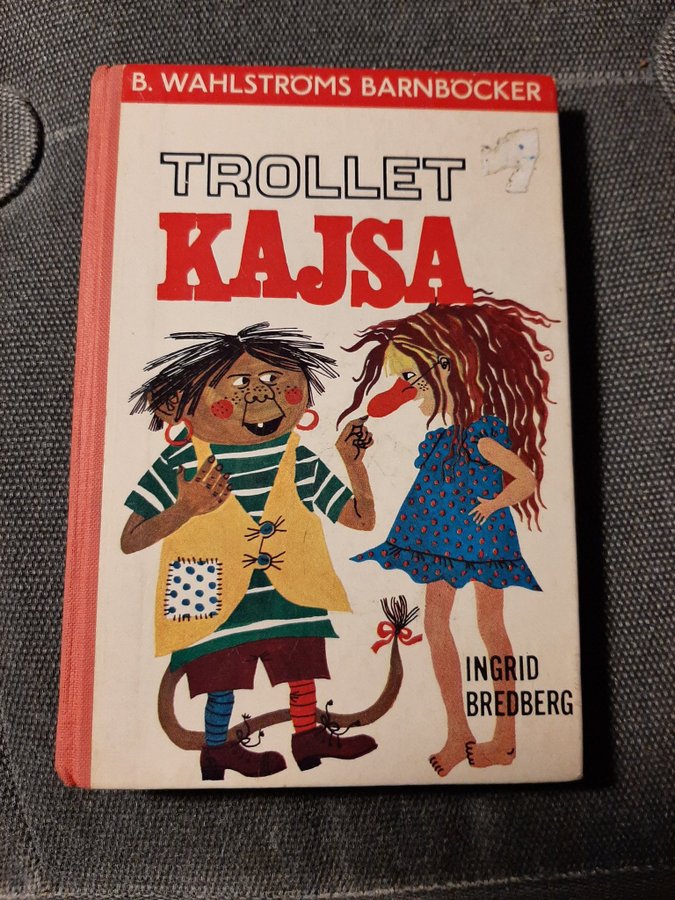 B. WAHLSTRÖMS BARNBÖCKER
TROLLET
KAJSA
INGRID
BREDBERG